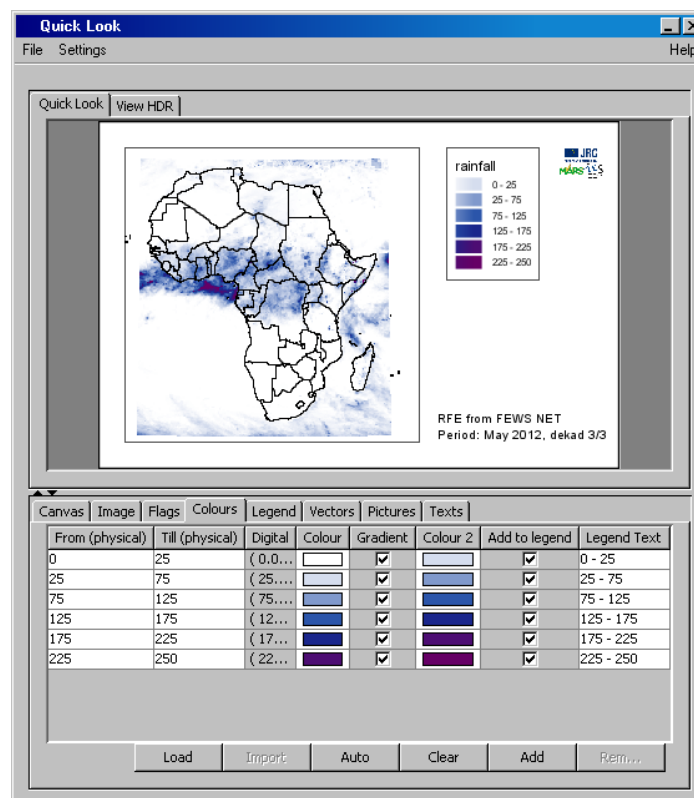 Quick Look
File Settings Help
Quick Look View HDR
rainfall
0 - 25
25 - 75
75 - 125
125 - 175
175 - 225
225 - 250
JRC
MARS
RFE from FEWS NET
Period: May 2012, dekad 3/3
Canvas Image Flags Colours Legend Vectors Pictures Texts
From (physical) Till (physical) Digital Colour Gradient Colour 2 Add to legend Legend Text
0 25 ( 0.0... 0 - 25
25 75 ( 25.... 25 - 75
75 125 ( 75.... 75 - 125
125 175 ( 12... 125 - 175
175 225 ( 17... 175 - 225
225 250 ( 22... 225 - 250
Load Import Auto Clear Add Rem...